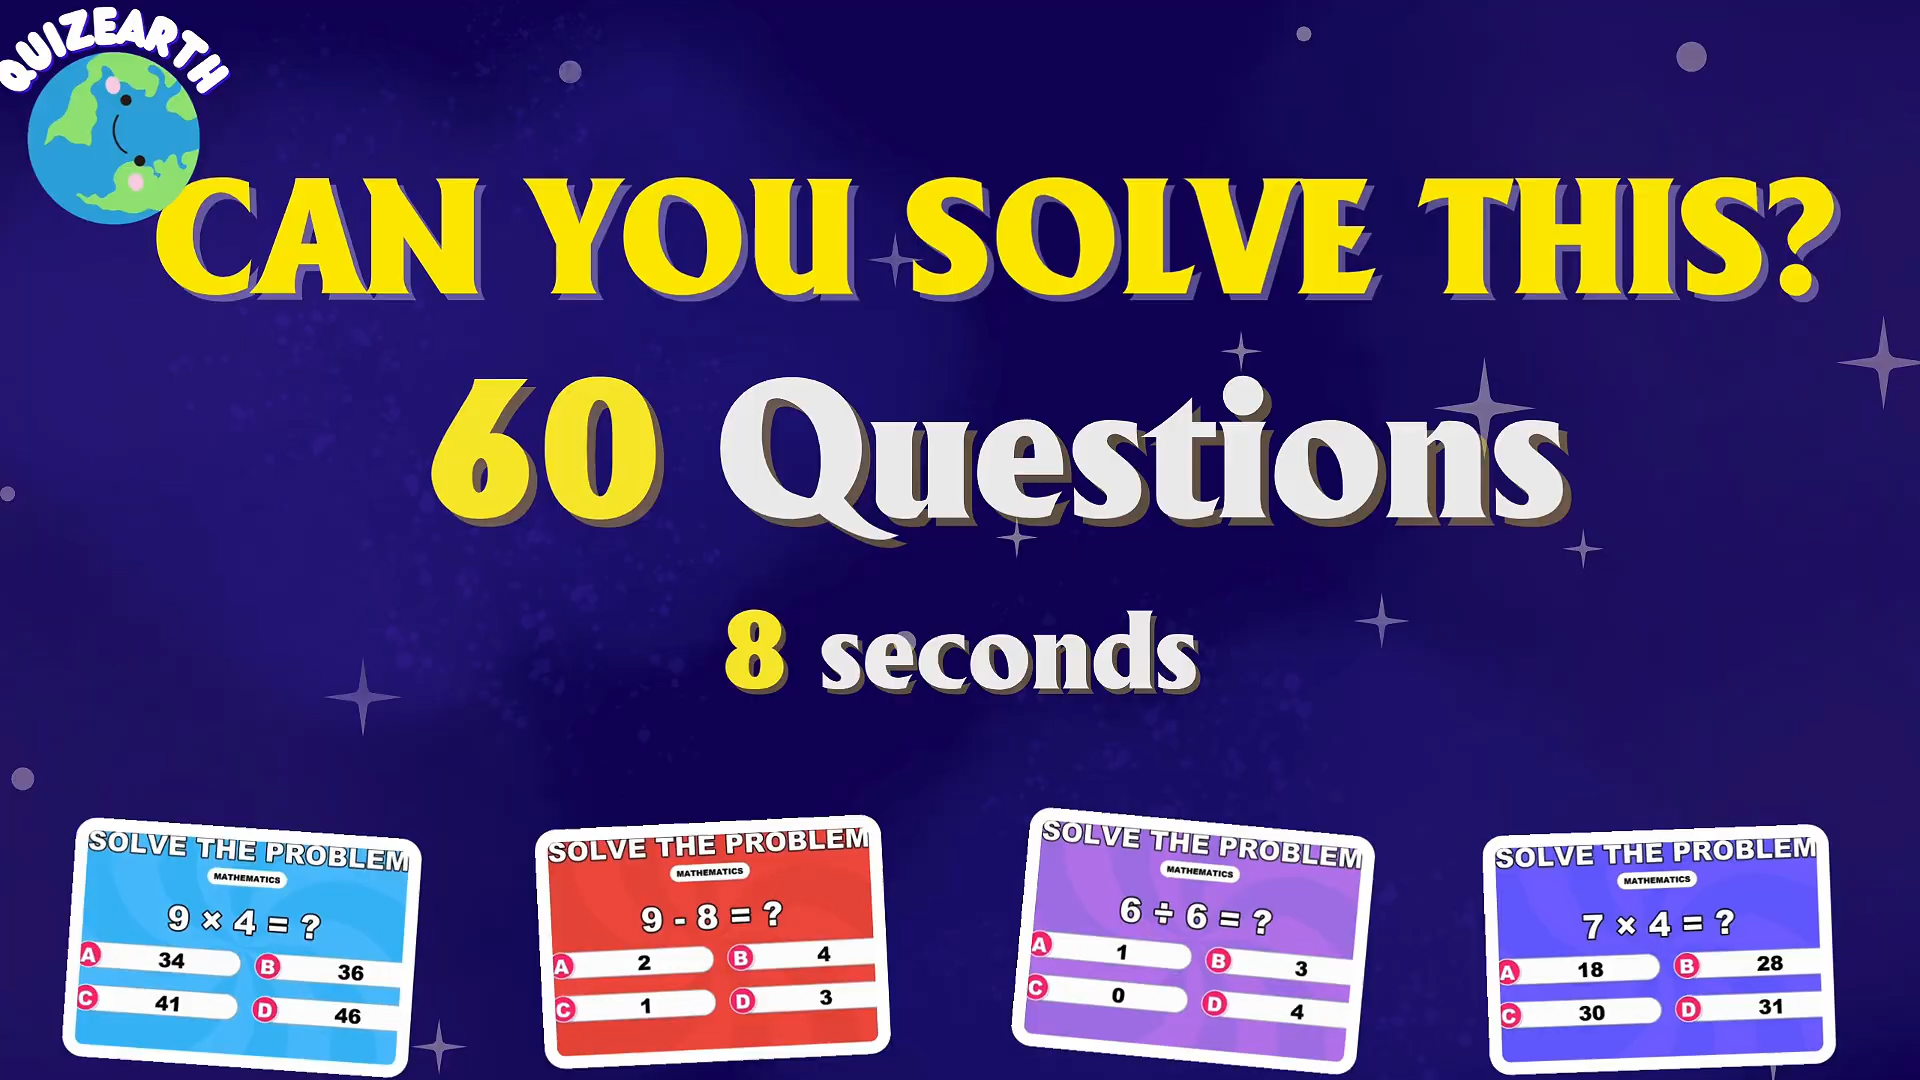 QUIZEARTH
CAN YOU SOLVE THIS?
60 Questions
8 seconds
SOLVE THE PROBLEM
MATHEMATICS
9 × 4 = ?
A 34 B 36
C 41 D 46
SOLVE THE PROBLEM
MATHEMATICS
9 - 8 = ?
A 2 B 4
C 1 D 3
SOLVE THE PROBLEM
MATHEMATICS
6 ÷ 6 = ?
A 1 B 3
C 0 D 4
SOLVE THE PROBLEM
MATHEMATICS
7 × 4 = ?
A 18 B 28
C 30 D 31